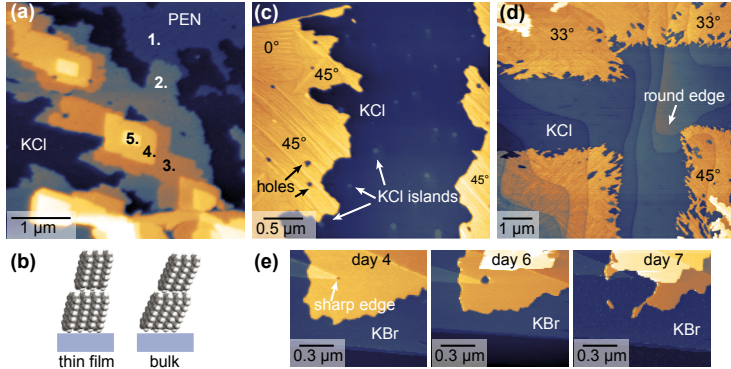 (a)
PEN
1.
2.
KCl
5.
4.
3.
1 µm
(b)
thin film
bulk
(c)
0°
45°
KCl
45°
holes
KCl islands
45°
0.5 µm
(d)
33°
33°
round edge
KCl
45°
1 µm
(e)
day 4
sharp edge
KBr
0.3 µm
day 6
KBr
0.3 µm
day 7
KBr
0.3 µm